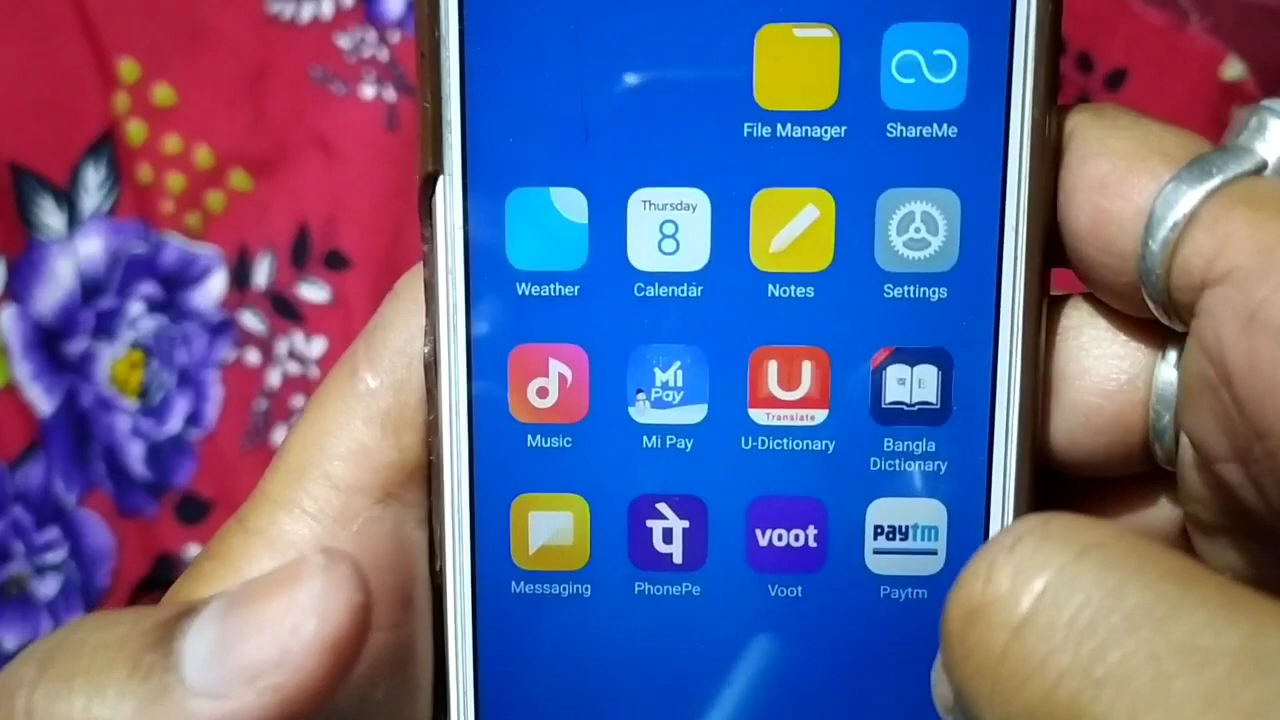 File Manager
ShareMe
Thursday
8
Weather
Calendar
Notes
Settings
Mi
Pay
U
Translate
অ
Music
Mi Pay
U-Dictionary
Bangla
Dictionary
पे
voot
paytm
Messaging
PhonePe
Voot
Paytm